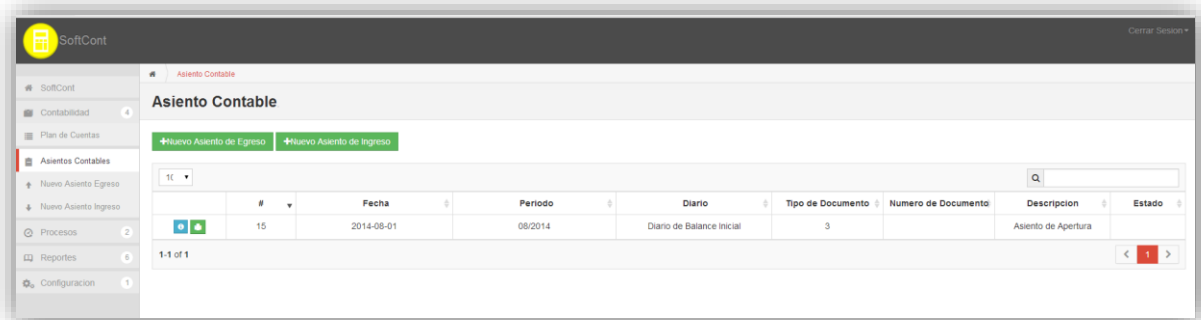 SoftCont
Cerrar Sesion
Asiento Contable
SoftCont
Contabilidad 4
Plan de Cuentas
Asientos Contables
Nuevo Asiento Egreso
Nuevo Asiento Ingreso
Procesos 2
Reportes 6
Configuracion 1
Asiento Contable
+Nuevo Asiento de Egreso +Nuevo Asiento de Ingreso
# Fecha Periodo Diario Tipo de Documento Numero de Documento Descripcion Estado
15 2014-08-01 08/2014 Diario de Balance Inicial 3 Asiento de Apertura
1-1 of 1
< 1 >